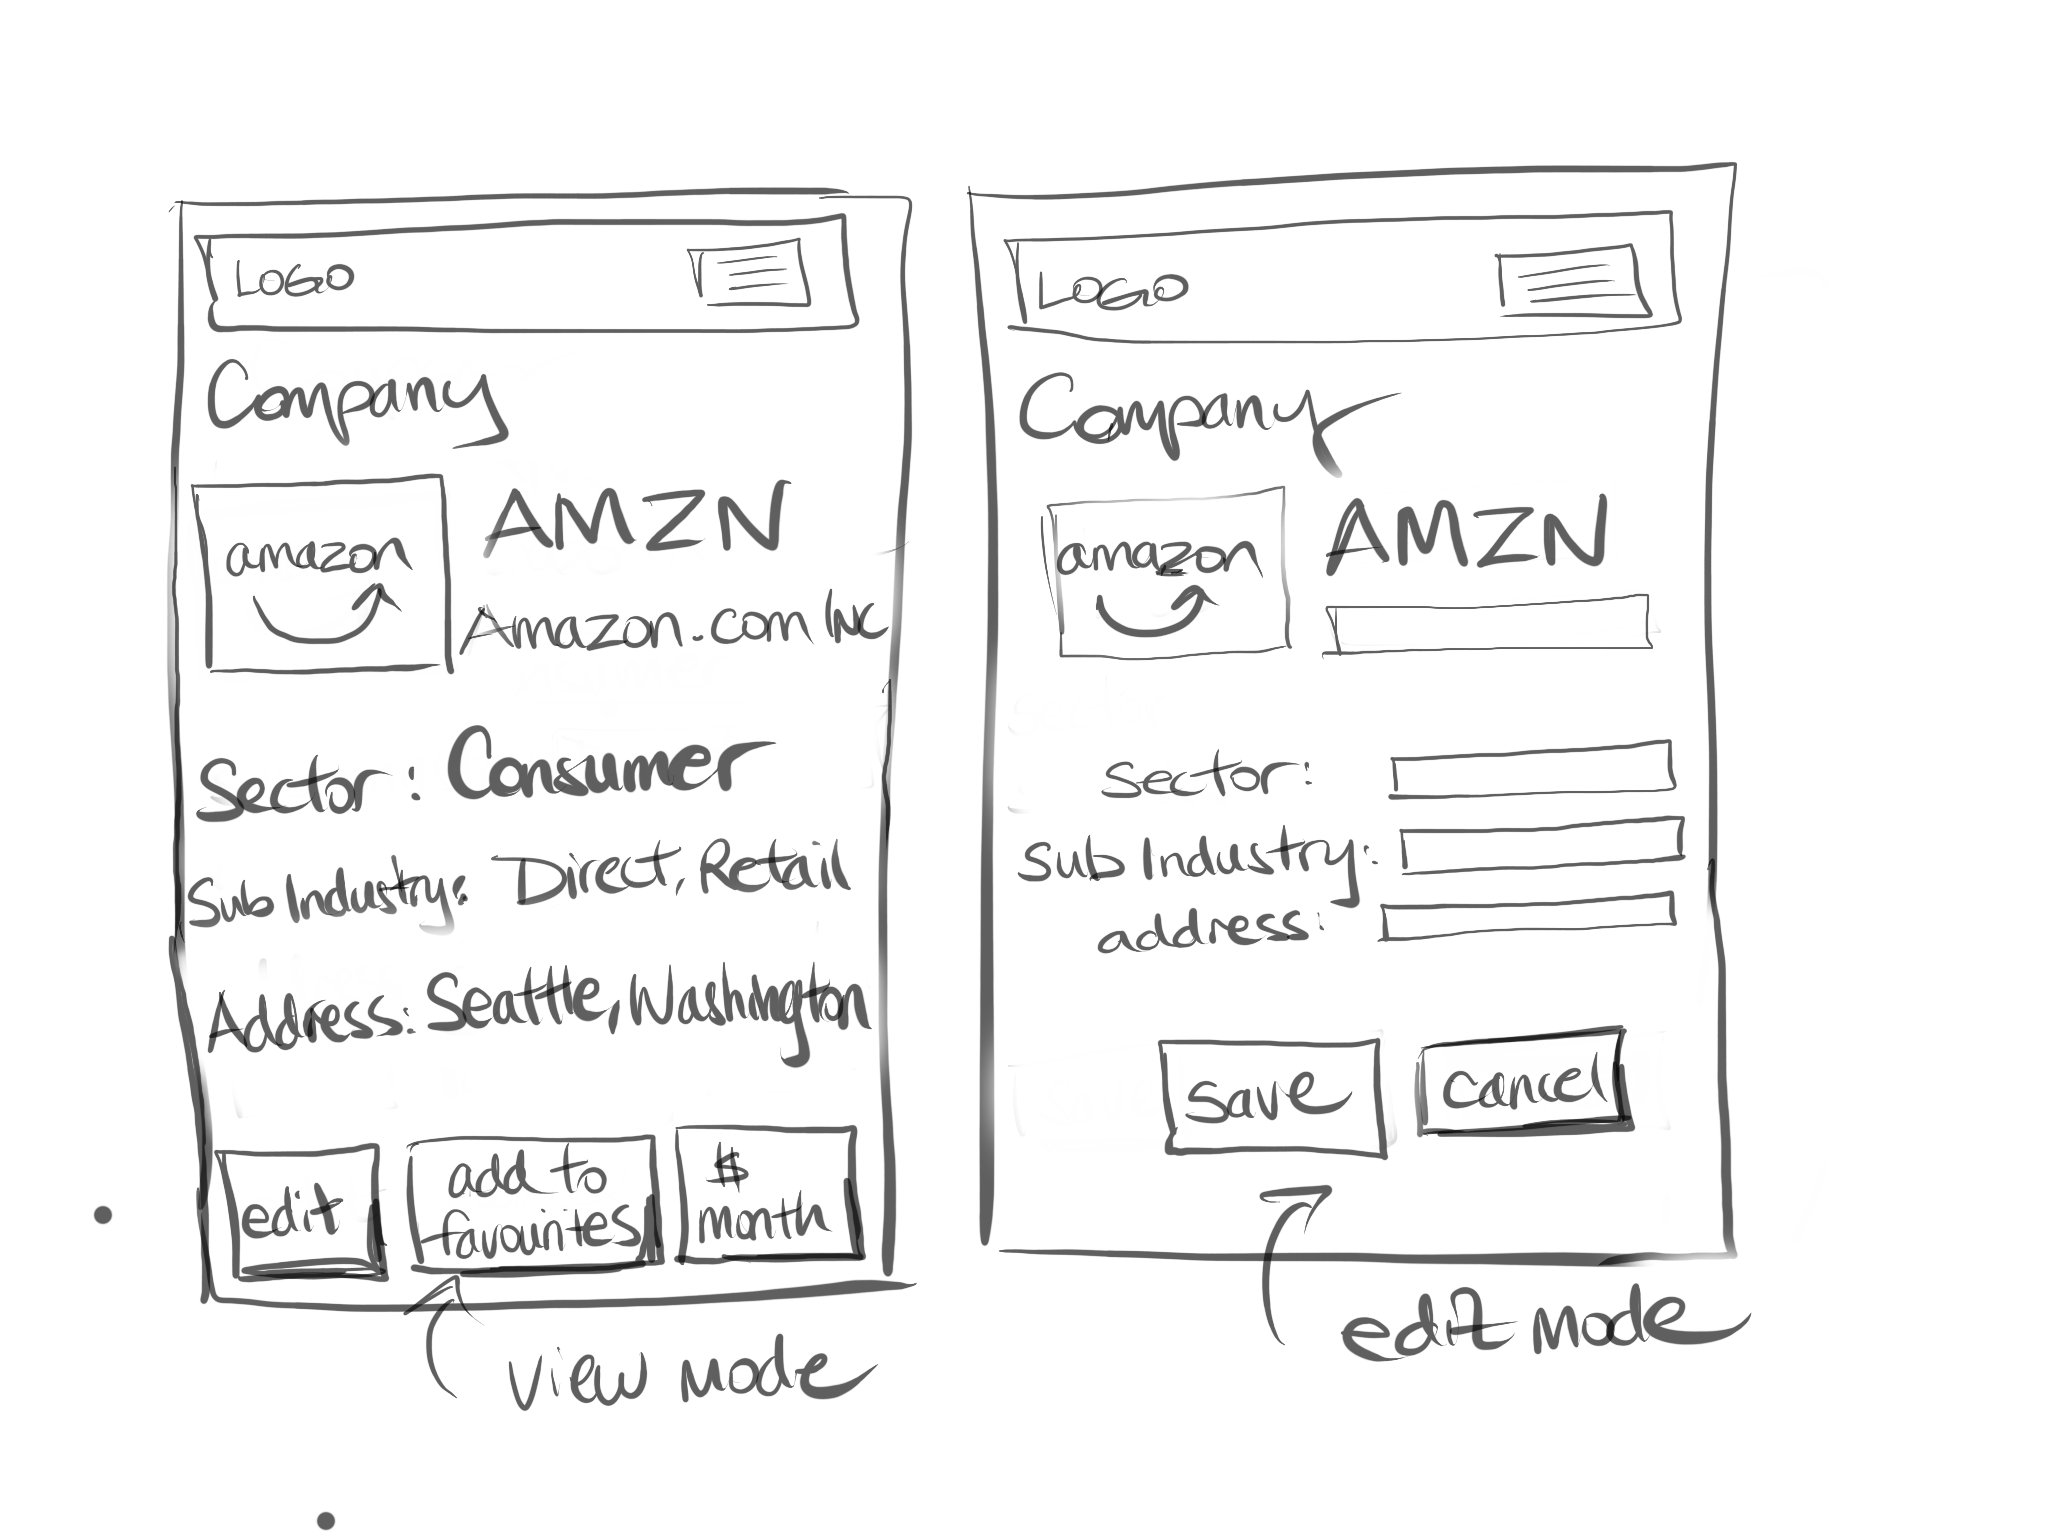 LOGO
Company
amazon
AMZN
Amazon.com INC
Sector: Consumer
Sub Industry: Direct, Retail
Address: Seattle, Washington
edit
add to
favourites
$
month
view mode
LOGO
Company
amazon
AMZN
Sector:
Sub Industry:
address:
save
cancel
edit mode